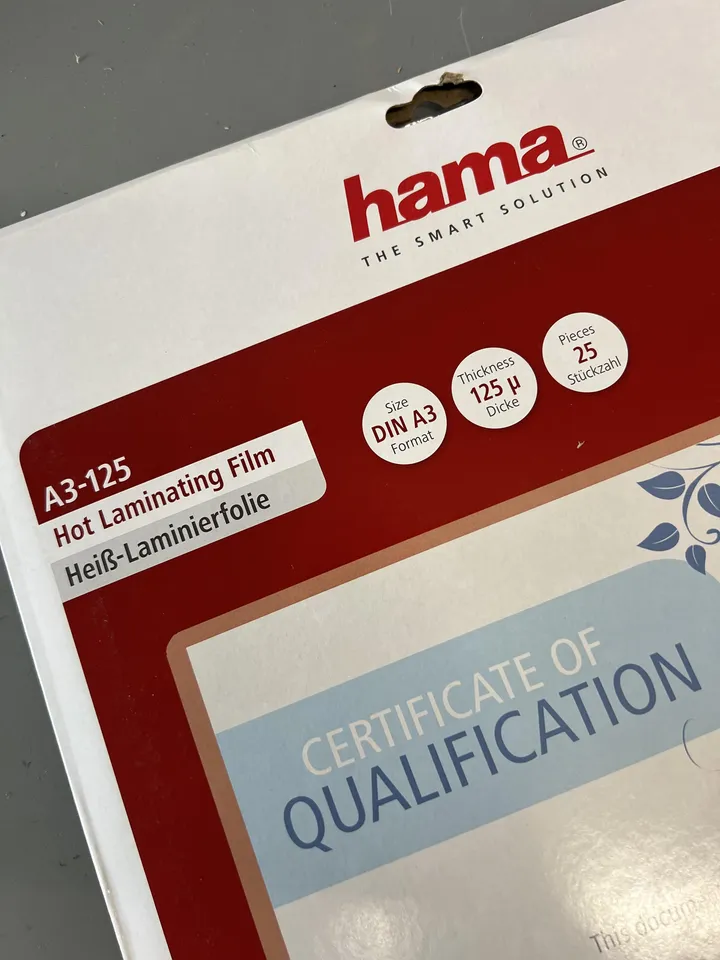 hama®
THE SMART SOLUTION
Size
DIN A3
Format
Thickness
125 µ
Dicke
Pieces
25
Stückzahl
A3-125
Hot Laminating Film
Heiß-Laminierfolie
CERTIFICATE OF
QUALIFICATION
This